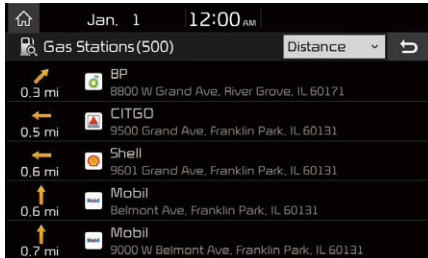 Jan. 1 12:00 AM
Gas Stations(500) Distance
BP
0.3 mi 8800 W Grand Ave, River Grove, IL 60171
CITGO
0.5 mi 9500 Grand Ave, Franklin Park, IL 60131
Shell
0.6 mi 9601 Grand Ave, Franklin Park, IL 60131
Mobil
0.6 mi Mobil Belmont Ave, Franklin Park, IL 60131
Mobil
0.7 mi Mobil 9000 W Belmont Ave, Franklin Park, IL 60131